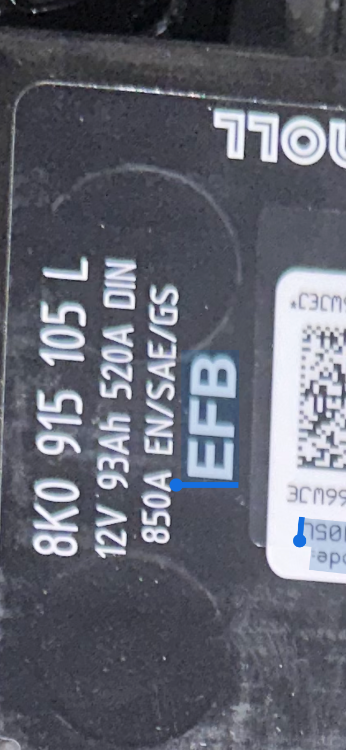 8K0 915 105 L
12V 93Ah 520A DIN
850A EN/SAE/GS
EFB